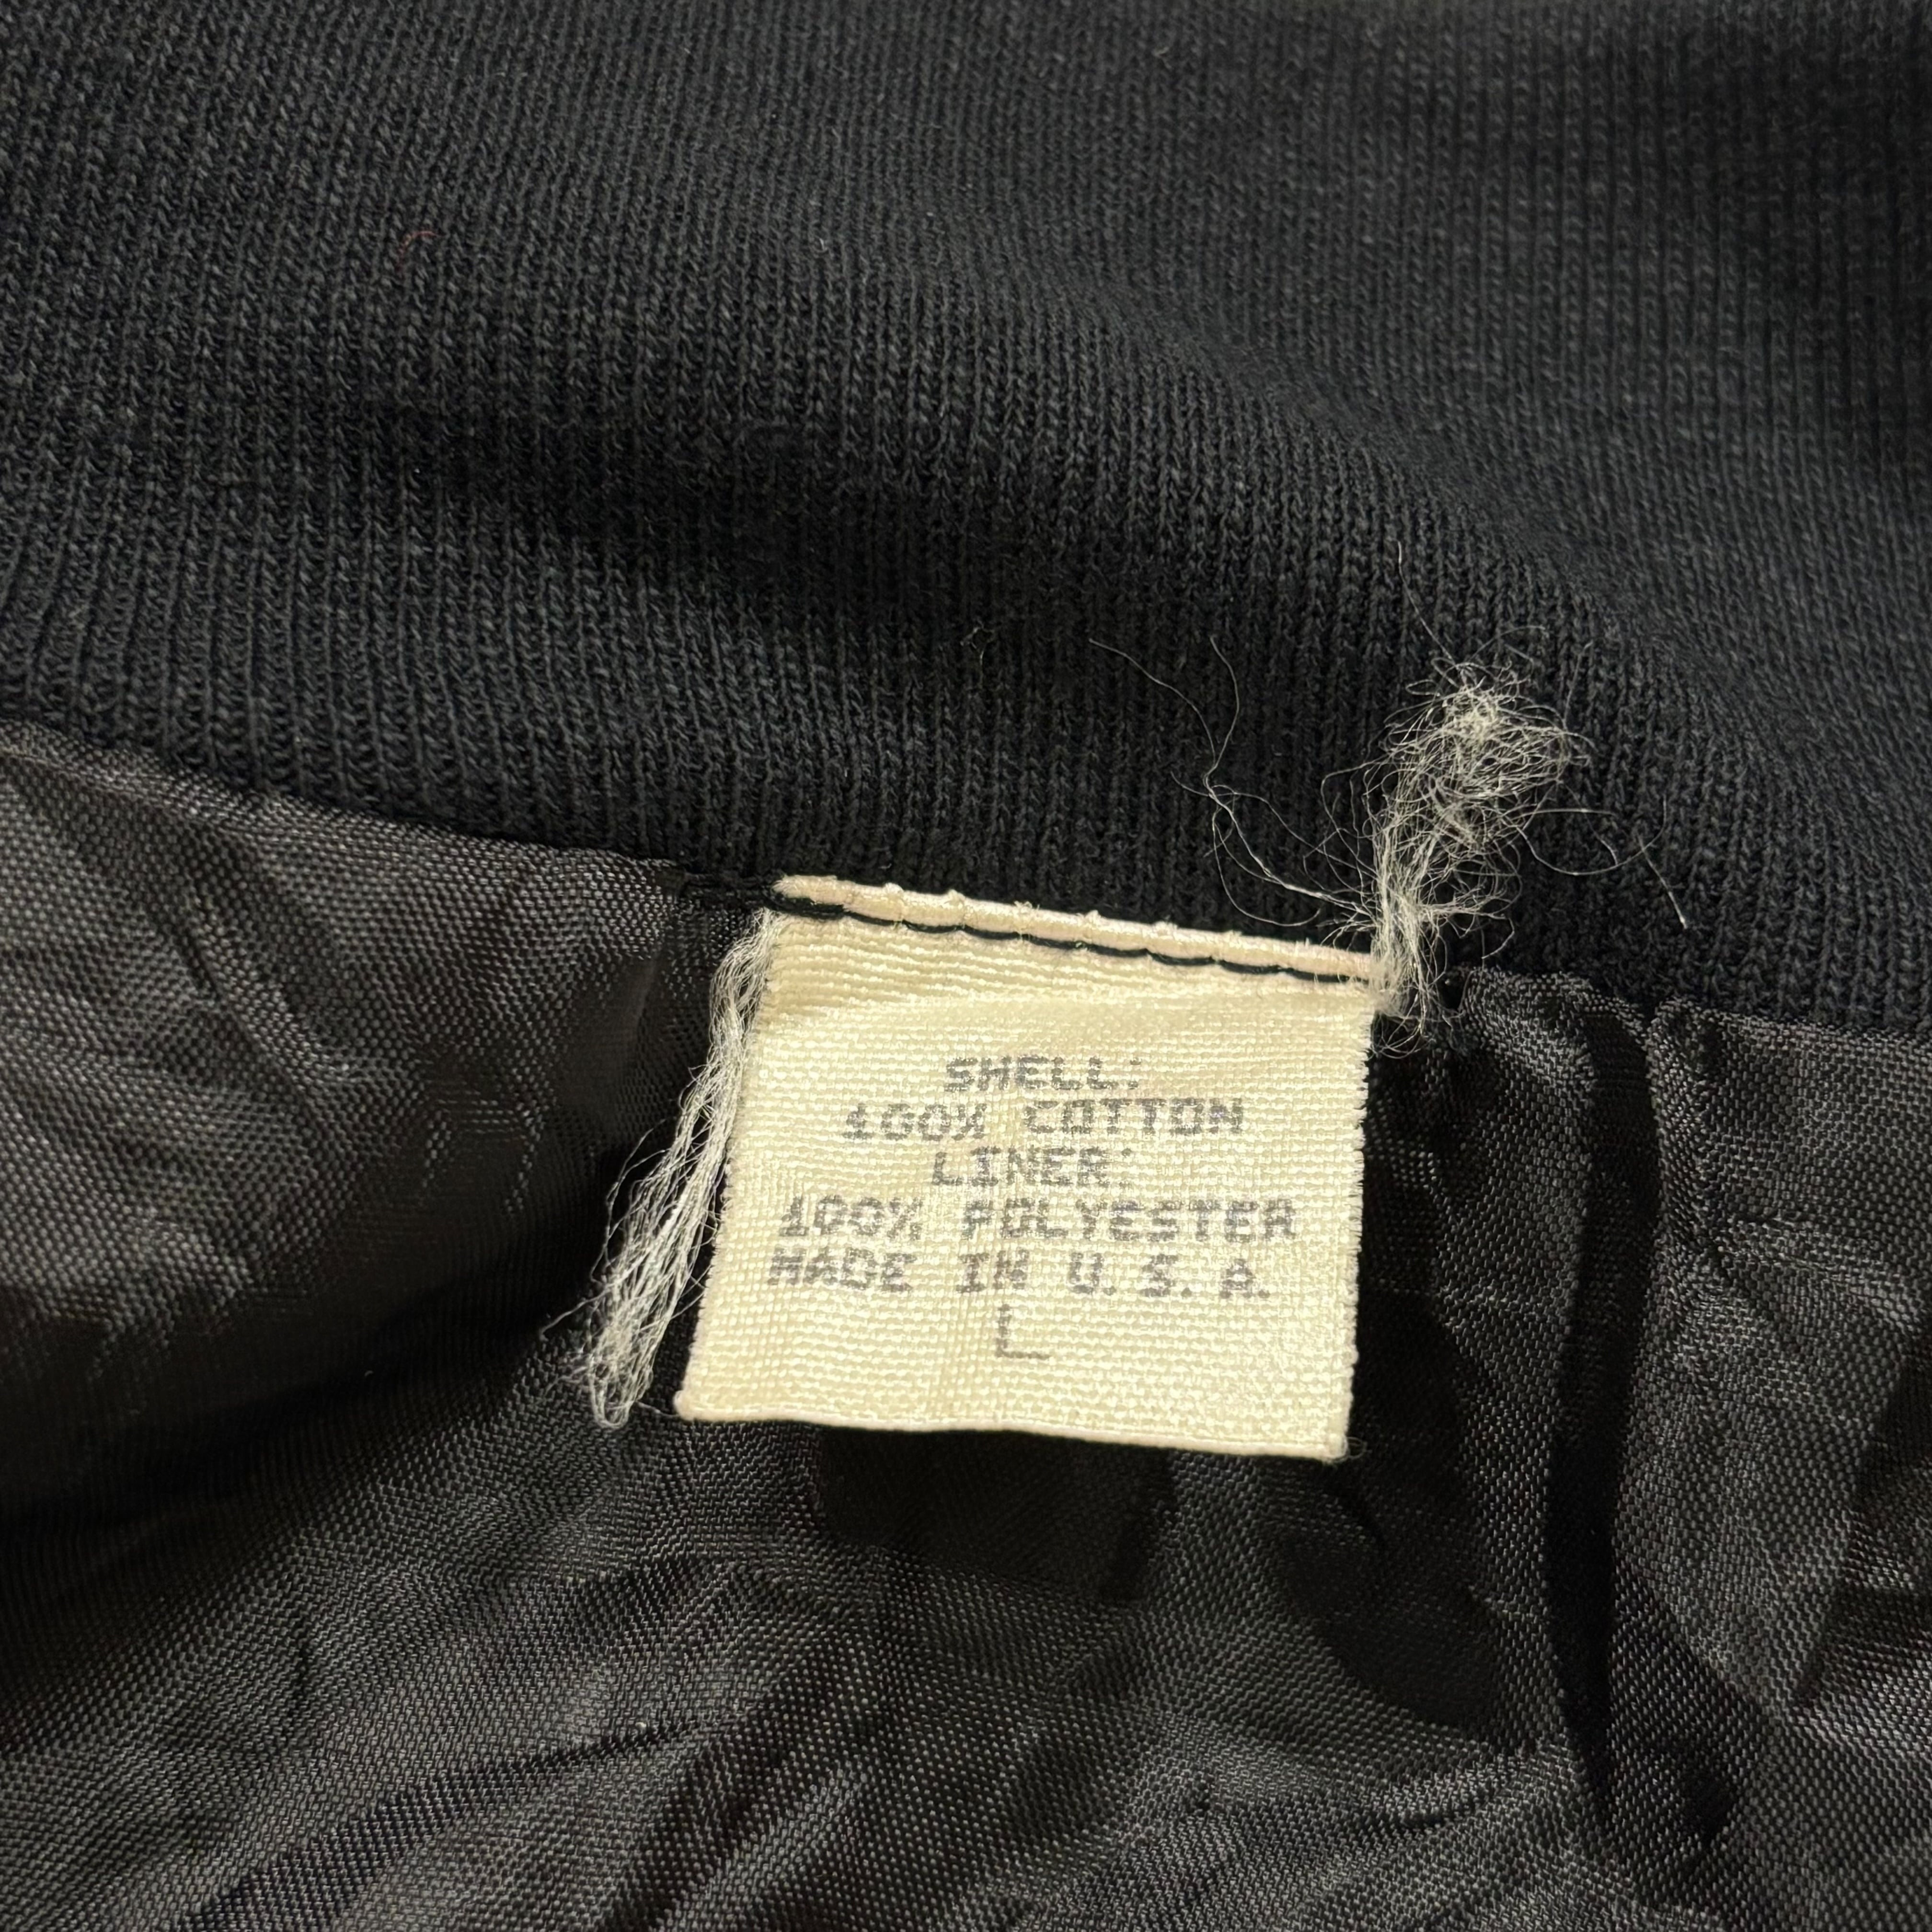 SHELL:
100% COTTON
LINER:
100% POLYESTER
MADE IN U.S.A.
L